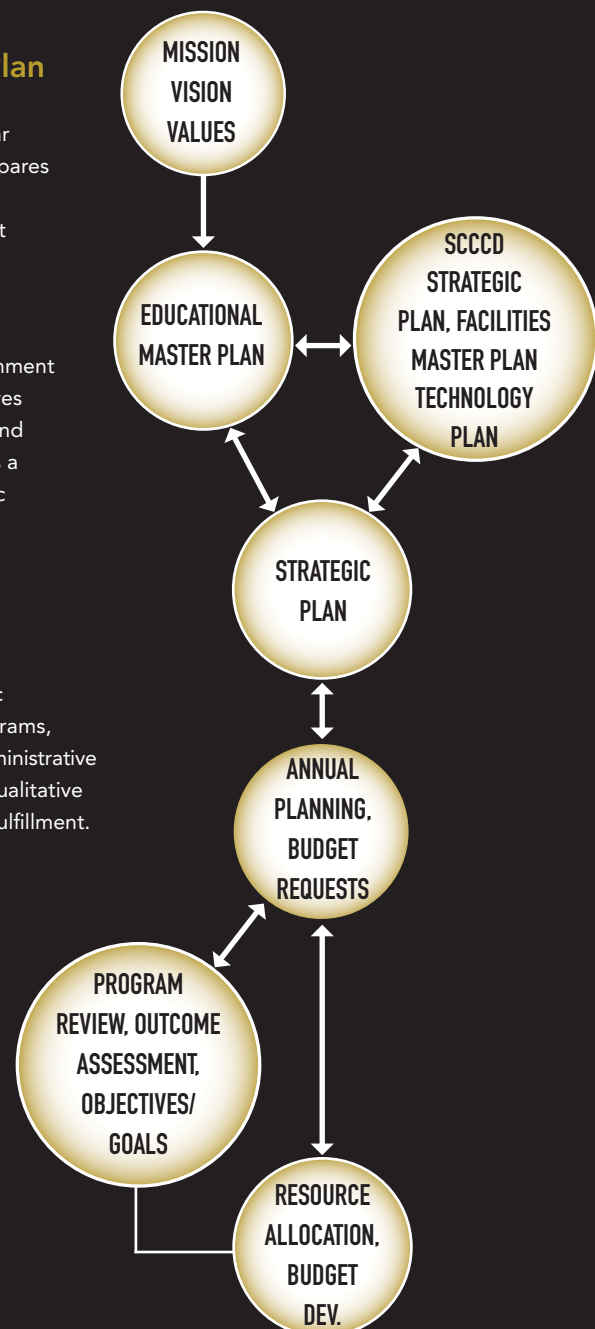 lan
ar
pares
t
nment
es
nd
a
c
c
rams,
ministrative
ualitative
ulfillment.
MISSION
VISION
VALUES
EDUCATIONAL
MASTER PLAN
SCCCD
STRATEGIC
PLAN, FACILITIES
MASTER PLAN
TECHNOLOGY
PLAN
STRATEGIC
PLAN
ANNUAL
PLANNING,
BUDGET
REQUESTS
PROGRAM
REVIEW, OUTCOME
ASSESSMENT,
OBJECTIVES/
GOALS
RESOURCE
ALLOCATION,
BUDGET
DEV.